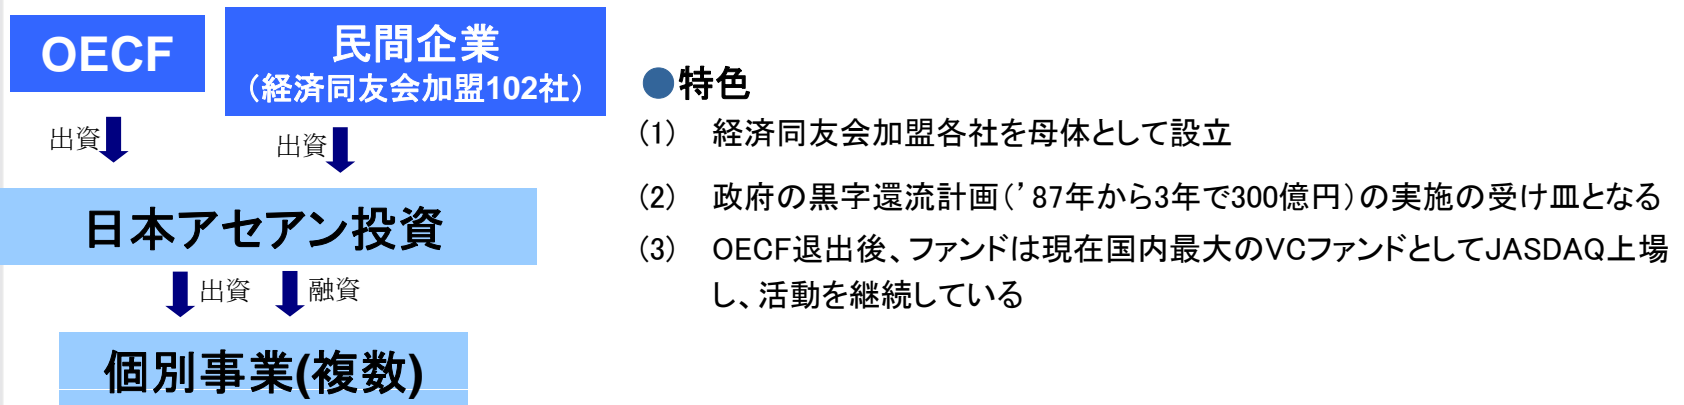 OECF
民間企業
（経済同友会加盟102社）
出資
出資
日本アセアン投資
出資
融資
個別事業(複数)
●特色
(1) 経済同友会加盟各社を母体として設立
(2) 政府の黒字還流計画（’87年から3年で300億円）の実施の受け皿となる
(3) OECF退出後、ファンドは現在国内最大のVCファンドとしてJASDAQ上場
し、活動を継続している